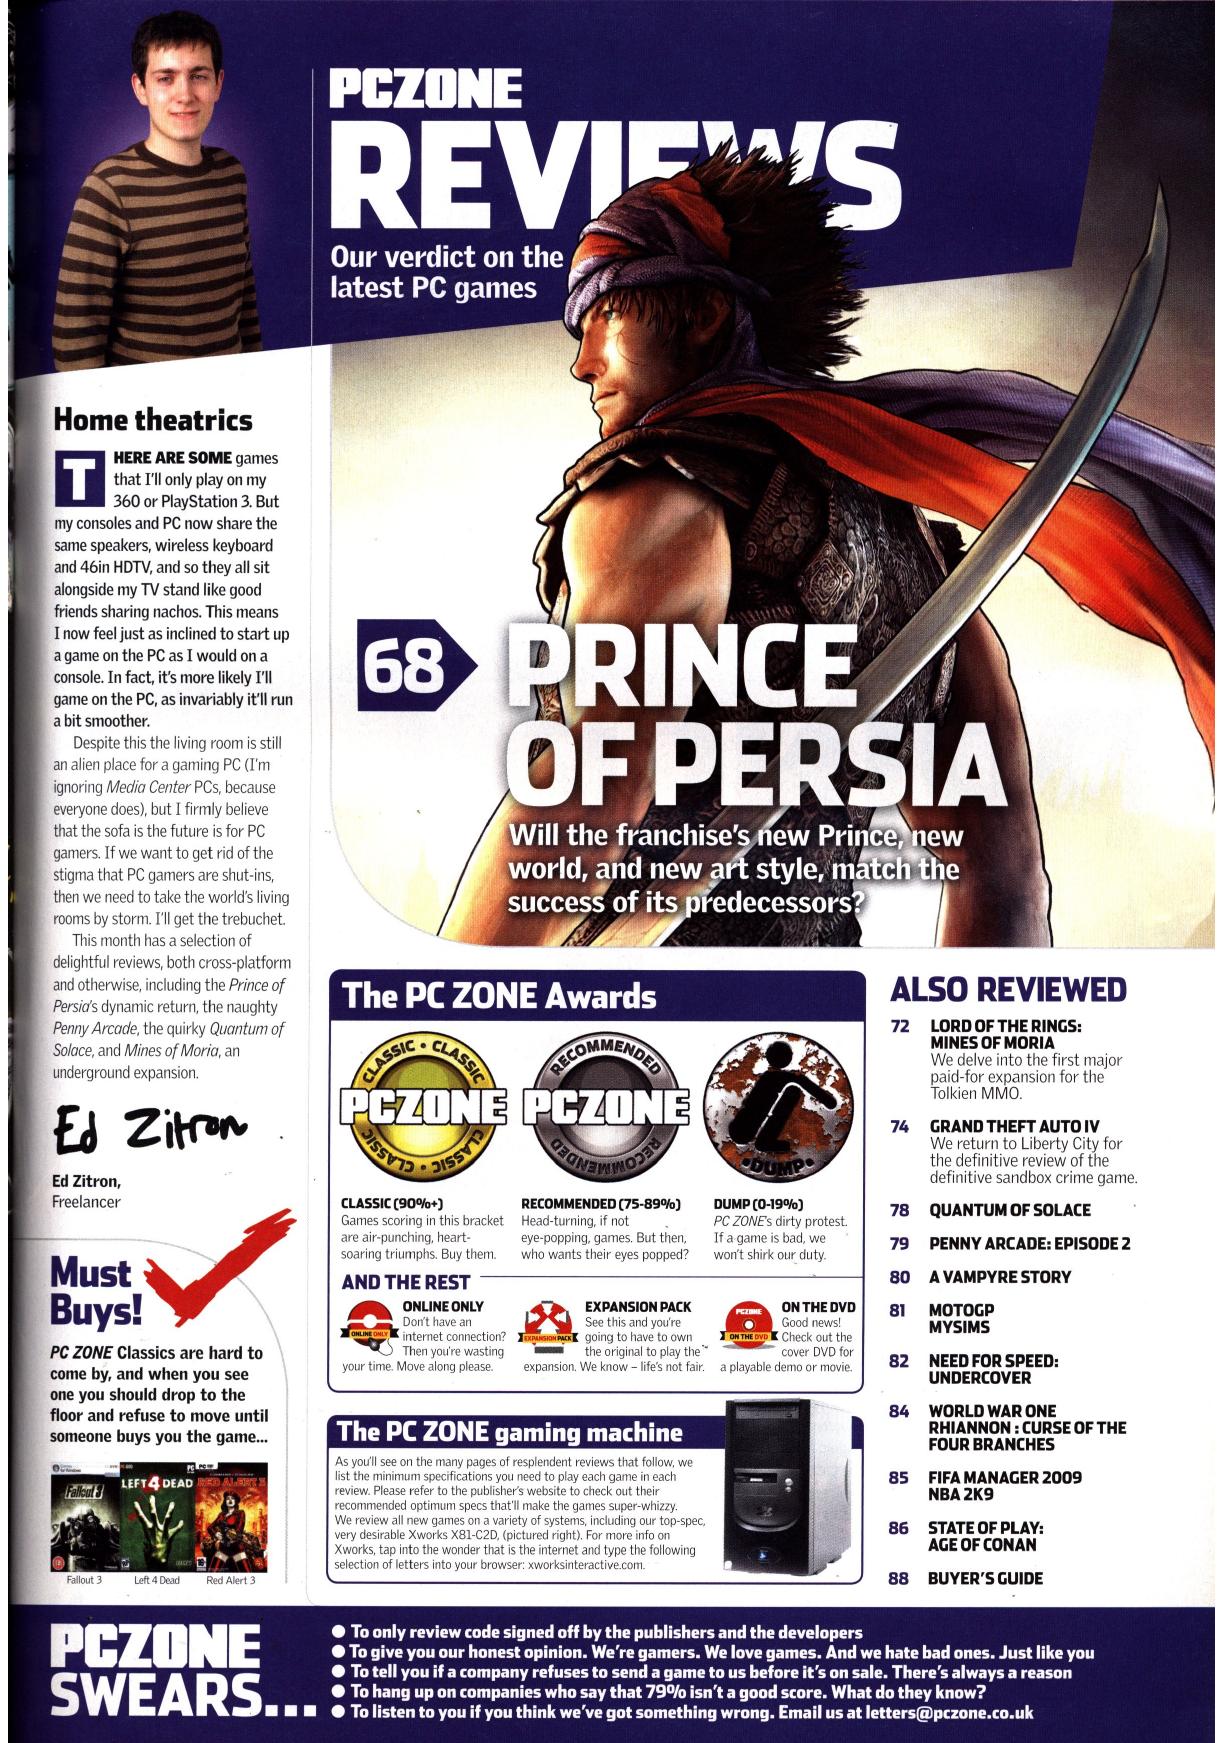 PCZONE
REVIEWS
Our verdict on the
latest PC games
Home theatrics
THERE ARE SOME games
that I'll only play on my
360 or PlayStation 3. But
my consoles and PC now share the
same speakers, wireless keyboard
and 46in HDTV, and so they all sit
alongside my TV stand like good
friends sharing nachos. This means
I now feel just as inclined to start up
a game on the PC as I would on a
console. In fact, it's more likely I'll
game on the PC, as invariably it'll run
a bit smoother.
Despite this the living room is still
an alien place for a gaming PC (I'm
ignoring Media Center PCs, because
everyone does), but I firmly believe
that the sofa is the future is for PC
gamers. If we want to get rid of the
stigma that PC gamers are shut-ins,
then we need to take the world's living
rooms by storm. I'll get the trebuchet.
This month has a selection of
delightful reviews, both cross-platform
and otherwise, including the Prince of
Persia's dynamic return, the naughty
Penny Arcade, the quirky Quantum of
Solace, and Mines of Moria, an
underground expansion.
Ed Zitron
Ed Zitron,
Freelancer
Must
Buys!
PC ZONE Classics are hard to
come by, and when you see
one you should drop to the
floor and refuse to move until
someone buys you the game...
Fallout 3
LEFT 4 DEAD
RED ALERT 3
Fallout 3
Left 4 Dead
Red Alert 3
68
PRINCE
OF PERSIA
Will the franchise's new Prince, new
world, and new art style, match the
success of its predecessors?
The PC ZONE Awards
CLASSIC • CLASSIC
PCZONE
CLASSIC • CLASSIC
RECOMMENDED
PCZONE
RECOMMENDED
•DUMP•
CLASSIC (90%+)
Games scoring in this bracket
are air-punching, heart-
soaring triumphs. Buy them.
RECOMMENDED (75-89%)
Head-turning, if not
eye-popping, games. But then,
who wants their eyes popped?
DUMP (0-19%)
PC ZONE's dirty protest.
If a game is bad, we
won't shirk our duty.
AND THE REST
ONLINE ONLY
ONLINE ONLY
Don't have an
internet connection?
Then you're wasting
your time. Move along please.
EXPANSION PACK
EXPANSION PACK
See this and you're
going to have to own
the original to play the
expansion. We know – life's not fair.
PCZONE
ON THE DVD
ON THE DVD
Good news!
Check out the
cover DVD for
a playable demo or movie.
The PC ZONE gaming machine
As you'll see on the many pages of resplendent reviews that follow, we
list the minimum specifications you need to play each game in each
review. Please refer to the publisher's website to check out their
recommended optimum specs that'll make the games super-whizzy.
We review all new games on a variety of systems, including our top-spec,
very desirable Xworks X81-C2D, (pictured right). For more info on
Xworks, tap into the wonder that is the internet and type the following
selection of letters into your browser: xworksinteractive.com.
ALSO REVIEWED
72 LORD OF THE RINGS:
MINES OF MORIA
We delve into the first major
paid-for expansion for the
Tolkien MMO.
74 GRAND THEFT AUTO IV
We return to Liberty City for
the definitive review of the
definitive sandbox crime game.
78 QUANTUM OF SOLACE
79 PENNY ARCADE: EPISODE 2
80 A VAMPYRE STORY
81 MOTOGP
MYSIMS
82 NEED FOR SPEED:
UNDERCOVER
84 WORLD WAR ONE
RHIANNON : CURSE OF THE
FOUR BRANCHES
85 FIFA MANAGER 2009
NBA 2K9
86 STATE OF PLAY:
AGE OF CONAN
88 BUYER'S GUIDE
PCZONE
SWEARS...
● To only review code signed off by the publishers and the developers
● To give you our honest opinion. We're gamers. We love games. And we hate bad ones. Just like you
● To tell you if a company refuses to send a game to us before it's on sale. There's always a reason
● To hang up on companies who say that 79% isn't a good score. What do they know?
● To listen to you if you think we've got something wrong. Email us at letters@pczone.co.uk